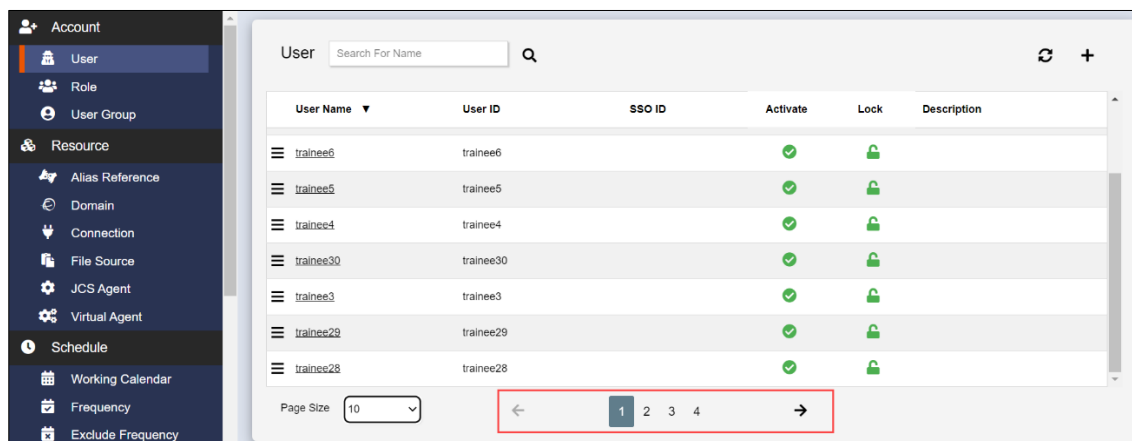 Account
User
Role
User Group
Resource
Alias Reference
Domain
Connection
File Source
JCS Agent
Virtual Agent
Schedule
Working Calendar
Frequency
Exclude Frequency
User Search For Name
User Name ▼ User ID SSO ID Activate Lock Description
trainee6 trainee6
trainee5 trainee5
trainee4 trainee4
trainee30 trainee30
trainee3 trainee3
trainee29 trainee29
trainee28 trainee28
Page Size 10 1 2 3 4